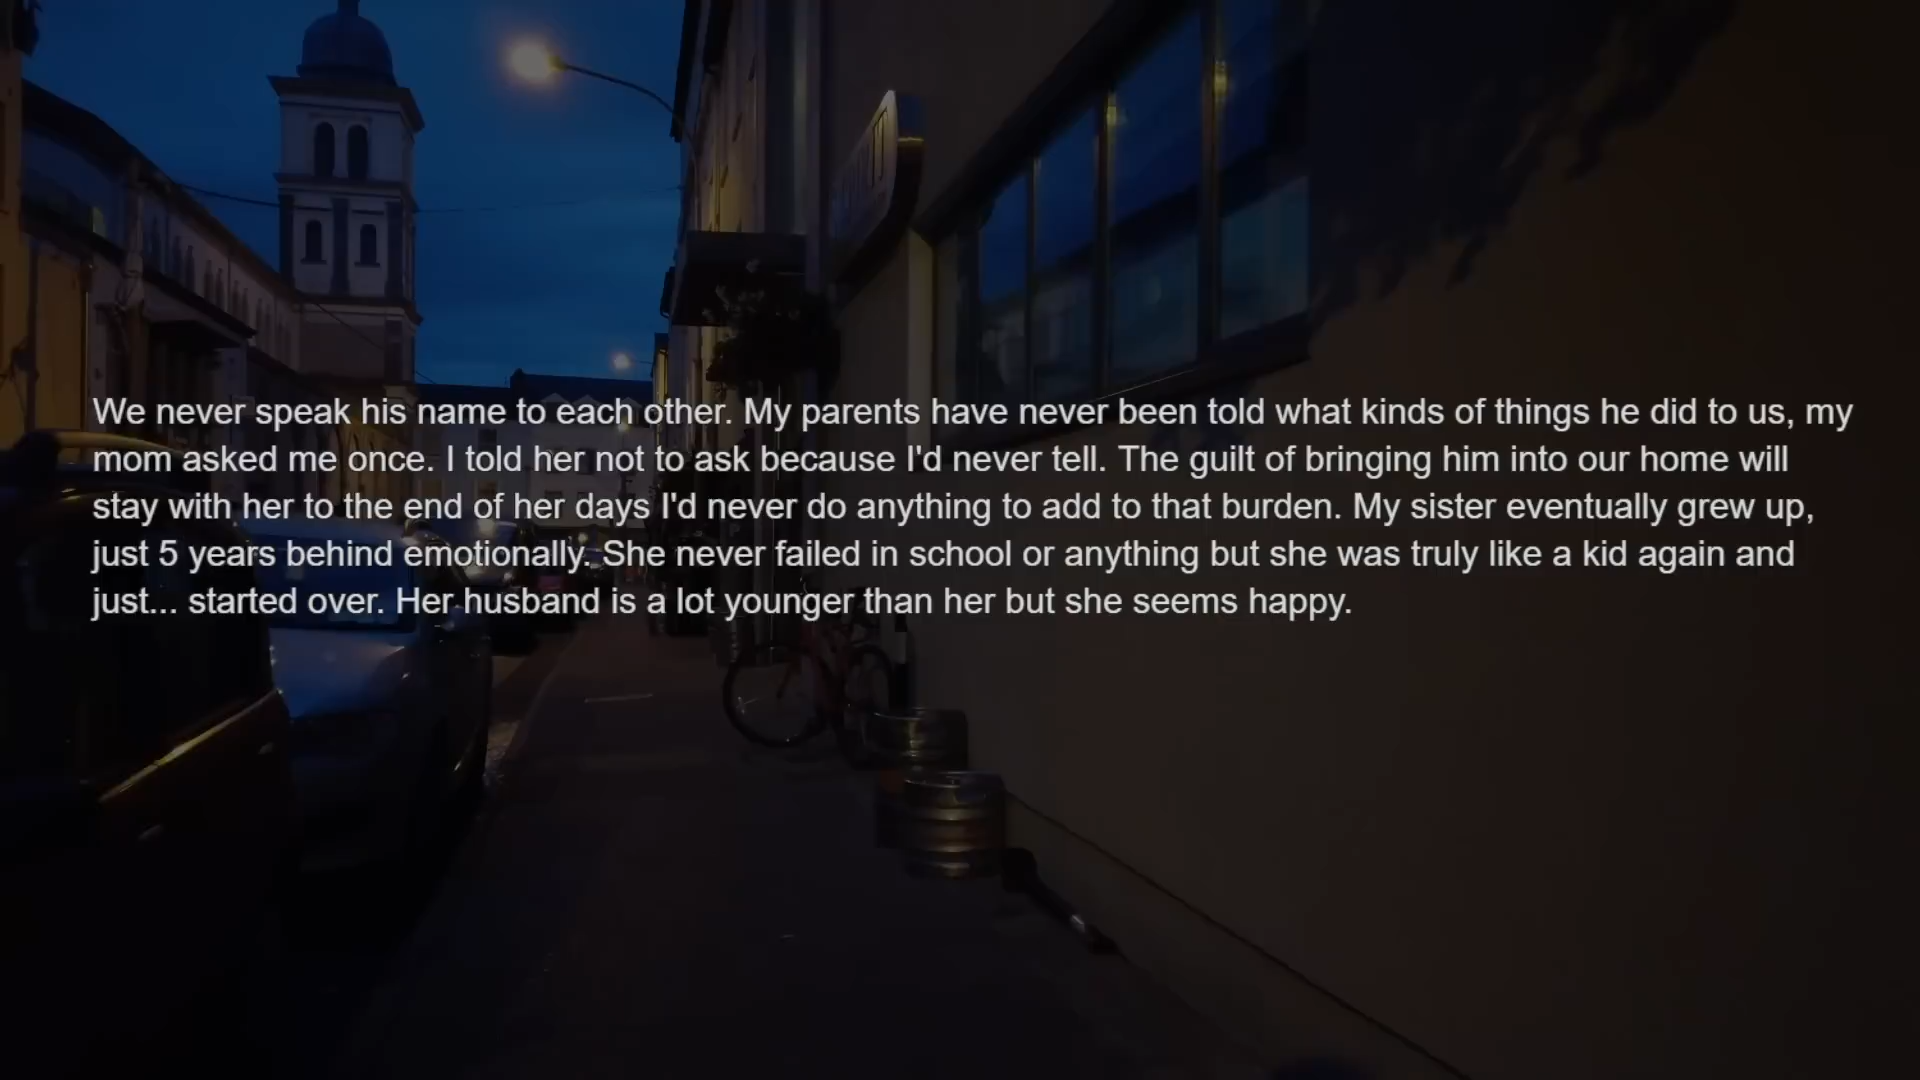 We never speak his name to each other. My parents have never been told what kinds of things he did to us, my
mom asked me once. I told her not to ask because I'd never tell. The guilt of bringing him into our home will
stay with her to the end of her days I'd never do anything to add to that burden. My sister eventually grew up,
just 5 years behind emotionally. She never failed in school or anything but she was truly like a kid again and
just... started over. Her husband is a lot younger than her but she seems happy.